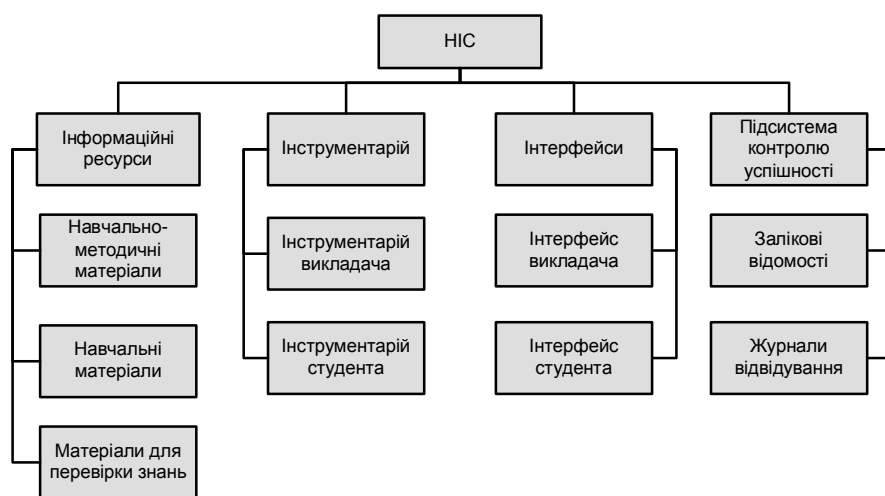 НІС
Інформаційні
ресурси
Навчально-
методичні
матеріали
Навчальні
матеріали
Матеріали для
перевірки знань
Інструментарій
Інструментарій
викладача
Інструментарій
студента
Інтерфейси
Інтерфейс
викладача
Інтерфейс
студента
Підсистема
контролю
успішності
Залікові
відомості
Журнали
відвідування